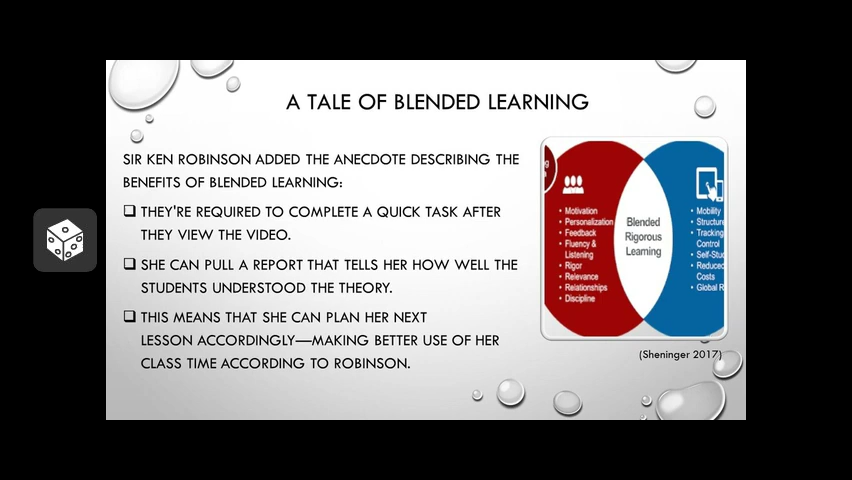 A TALE OF BLENDED LEARNING
SIR KEN ROBINSON ADDED THE ANECDOTE DESCRIBING THE
BENEFITS OF BLENDED LEARNING:
THEY'RE REQUIRED TO COMPLETE A QUICK TASK AFTER
THEY VIEW THE VIDEO.
SHE CAN PULL A REPORT THAT TELLS HER HOW WELL THE
STUDENTS UNDERSTOOD THE THEORY.
THIS MEANS THAT SHE CAN PLAN HER NEXT
LESSON ACCORDINGLY—MAKING BETTER USE OF HER
CLASS TIME ACCORDING TO ROBINSON.
• Motivation
• Personalization
• Feedback
• Fluency &
Listening
• Rigor
• Relevance
• Relationships
• Discipline
Blended
Rigorous
Learning
• Mobility
• Structure
• Tracking
Control
• Self-Stu
• Reduced
Costs
• Global R
(Sheninger 2017)